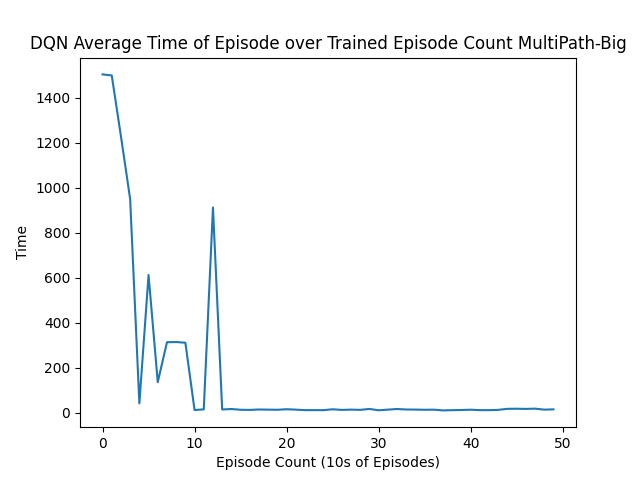 DQN Average Time of Episode over Trained Episode Count MultiPath-Big
1400
1200
1000
800
600
400
200
0
Time
0 10 20 30 40 50
Episode Count (10s of Episodes)